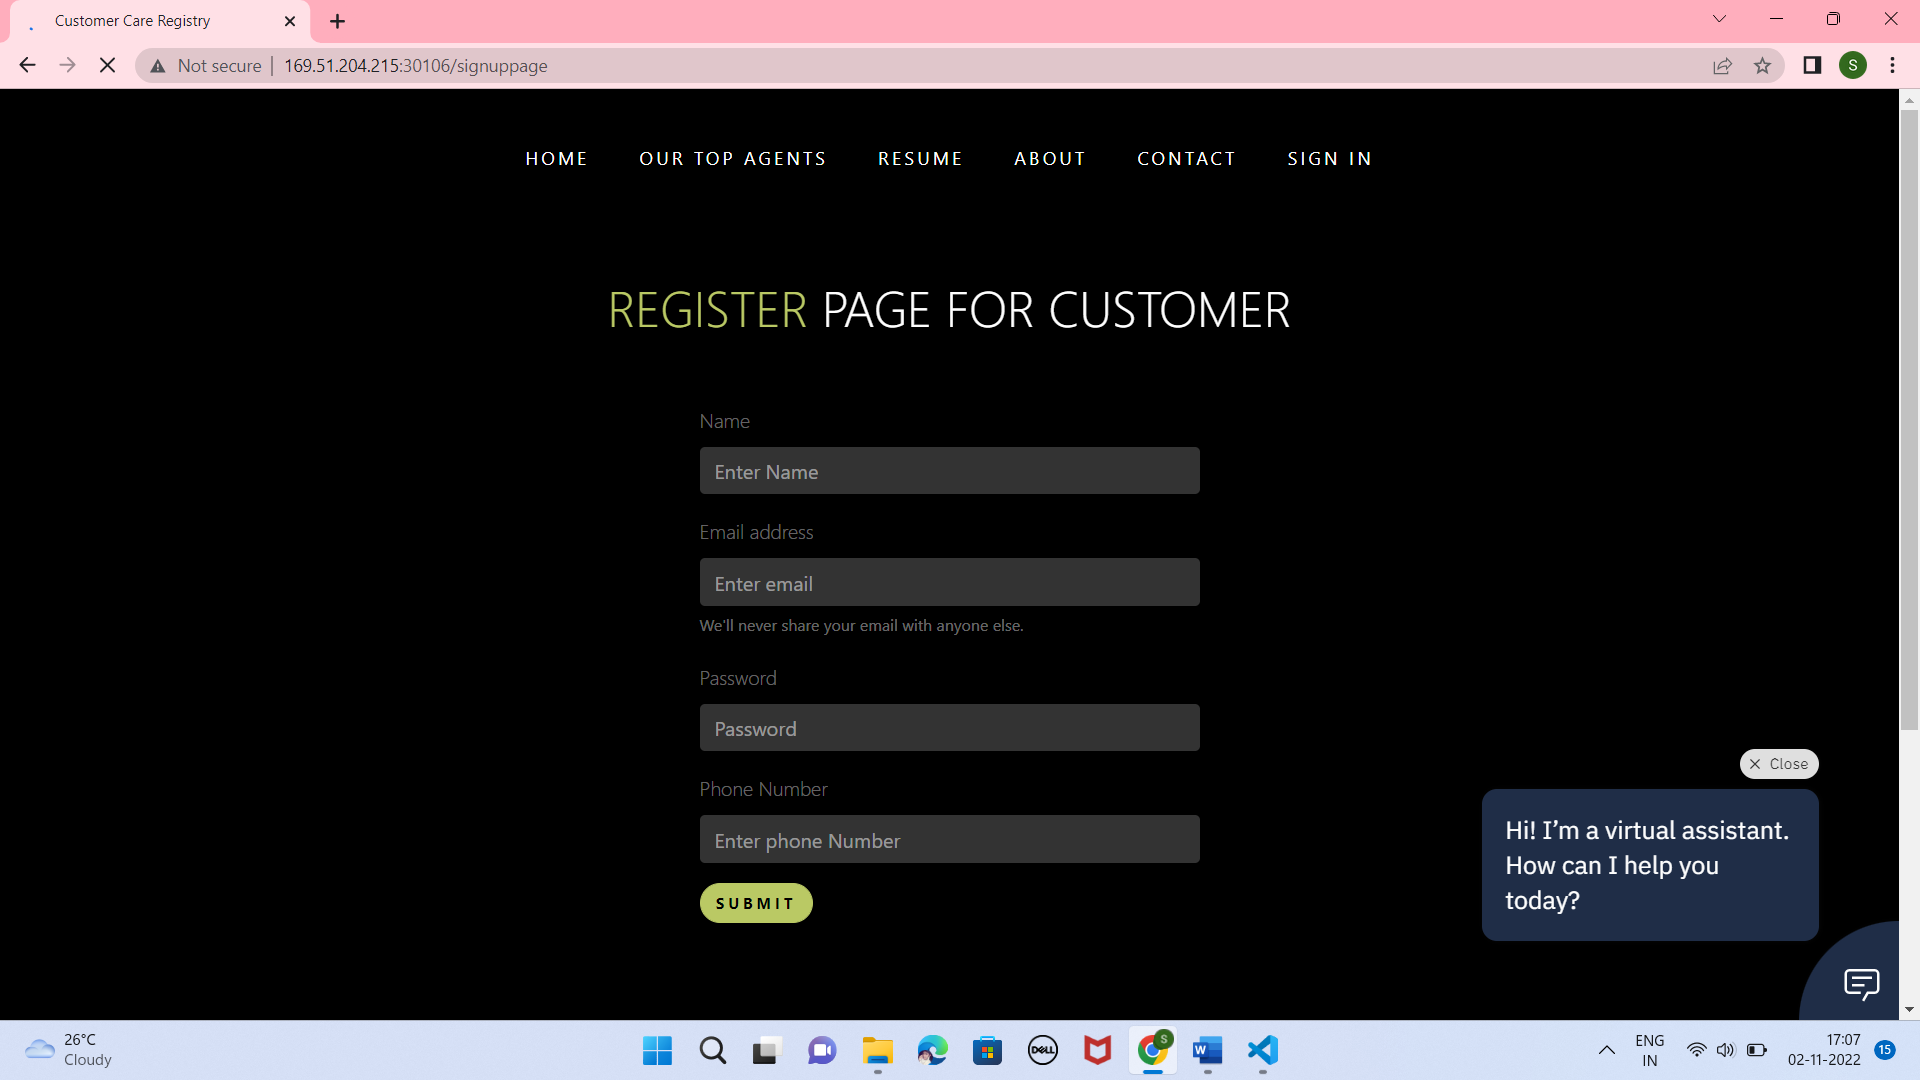 Customer Care Registry
Not secure
169.51.204.215:30106/signuppage
S
HOME
OUR TOP AGENTS
RESUME
ABOUT
CONTACT
SIGN IN
REGISTER PAGE FOR CUSTOMER
Name
Enter Name
Email address
Enter email
We'll never share your email with anyone else.
Password
Password
Phone Number
Enter phone Number
SUBMIT
Close
Hi! I’m a virtual assistant.
How can I help you
today?
26°C
Cloudy
DELL
S
W
ENG
IN
17:07
02-11-2022
15